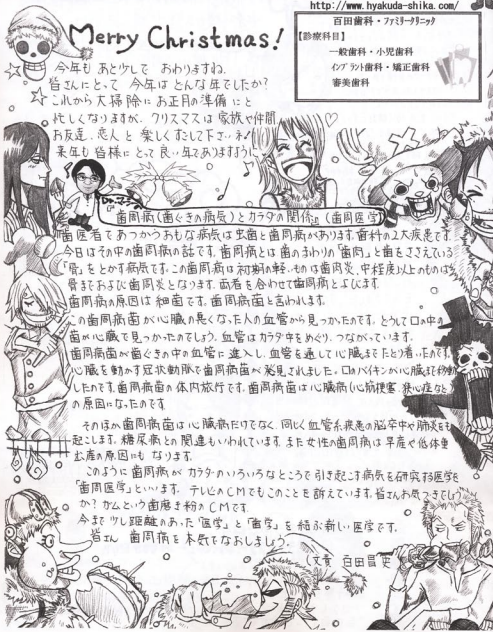 http://www.hyakuda-shika.com/
百田歯科・ファミリークリニック
【診療科目】
一般歯科・小児歯科
インプラント歯科・矯正歯科
審美歯科
Merry Christmas!
今年も あと少しで おわりますね。
皆さんにとって 今年は どんな年でしたか?
これから 大掃除に お正月の準備にと
忙しくなりますが、クリスマスは 家族や仲間
お友達、恋人と 楽しくすごして下さいネ!
来年も 皆様にとって 良い年でありますように
歯周病(歯ぐきの病気)とカラダの関係。(歯周医学)
歯医者であつかうおもな病気は虫歯と歯周病があります。歯科の2大疾患です。
今日はその中の歯周病の話です。歯周病とは歯のまわりの「歯肉」と歯をささえている
「骨」をとかす病気です。この歯周病は初期の軽いものは歯肉炎、中程度以上のものは
骨までおよび歯周炎となります。両者を合わせて歯周病とよびます。
歯周病の原因は細菌です。歯周病菌と言われます。
この歯周病菌が心臓の悪くなった人の血管から見つかったのです。どうして口の中の
菌が心臓で見つかったのでしょう。血管はカラダ中をめぐり、つながっています。
歯周病菌が歯ぐきの中の血管に進入し、血管を通して心臓までたどり着いたのです。
心臓を動かす冠状動脈で歯周病菌が発見されました。口のバイキンが心臓まで移動
したのです。歯周病菌の体内旅行です。歯周病菌は心臓病(心筋梗塞、狭心症など)
の原因になったのです。
そのほか歯周病菌は心臓病だけでなく、同じく血管系疾患の脳卒中や肺炎をも
起こします。糖尿病との関連もいわれています。また女性の歯周病は早産や低体重
出産の原因にもなります。
このように歯周病がカラダのいろいろなところで引き起こす病気を研究する医学を
「歯周医学」といいます。テレビのCMでもこのことを訴えています。皆さんお気づきでしょう
か?ガムという歯磨き粉のCMです。
今まで少し距離のあった「医学」と「歯学」を結ぶ新しい医学です。
皆さん 歯周病を本気でなおしましょう。
(文責 百田昌史